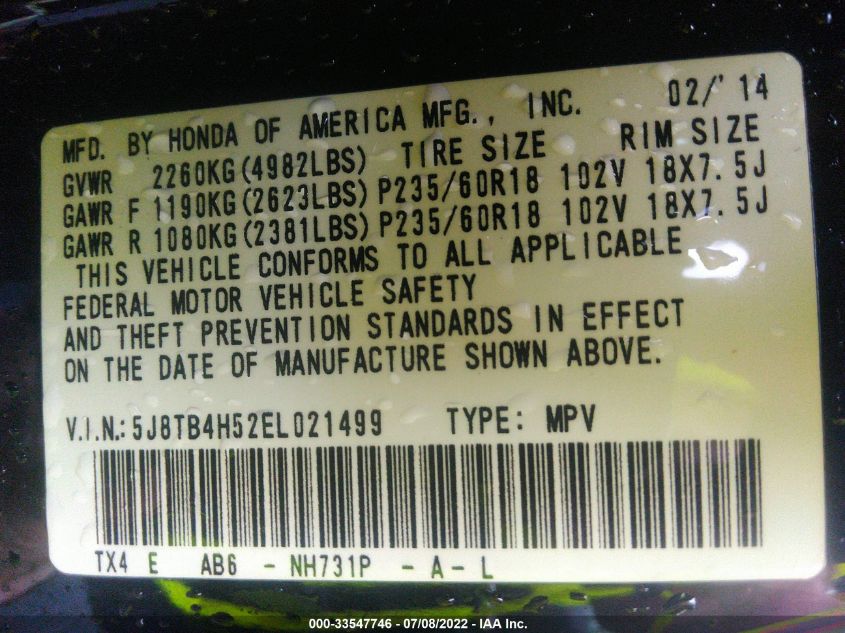 MFD. BY HONDA OF AMERICA MFG., INC. 02/'14
GVWR 2260KG(4982LBS) TIRE SIZE RIM SIZE
GAWR F 1190KG(2623LBS) P235/60R18 102V 18X7.5J
GAWR R 1080KG(2381LBS) P235/60R18 102V 18X7.5J
THIS VEHICLE CONFORMS TO ALL APPLICABLE
FEDERAL MOTOR VEHICLE SAFETY
AND THEFT PREVENTION STANDARDS IN EFFECT
ON THE DATE OF MANUFACTURE SHOWN ABOVE.
V.I.N.: 5J8TB4H52EL021499 TYPE: MPV
TX4 E AB6 - NH731P - A - L
000-33547746 - 07/08/2022 - IAA Inc.